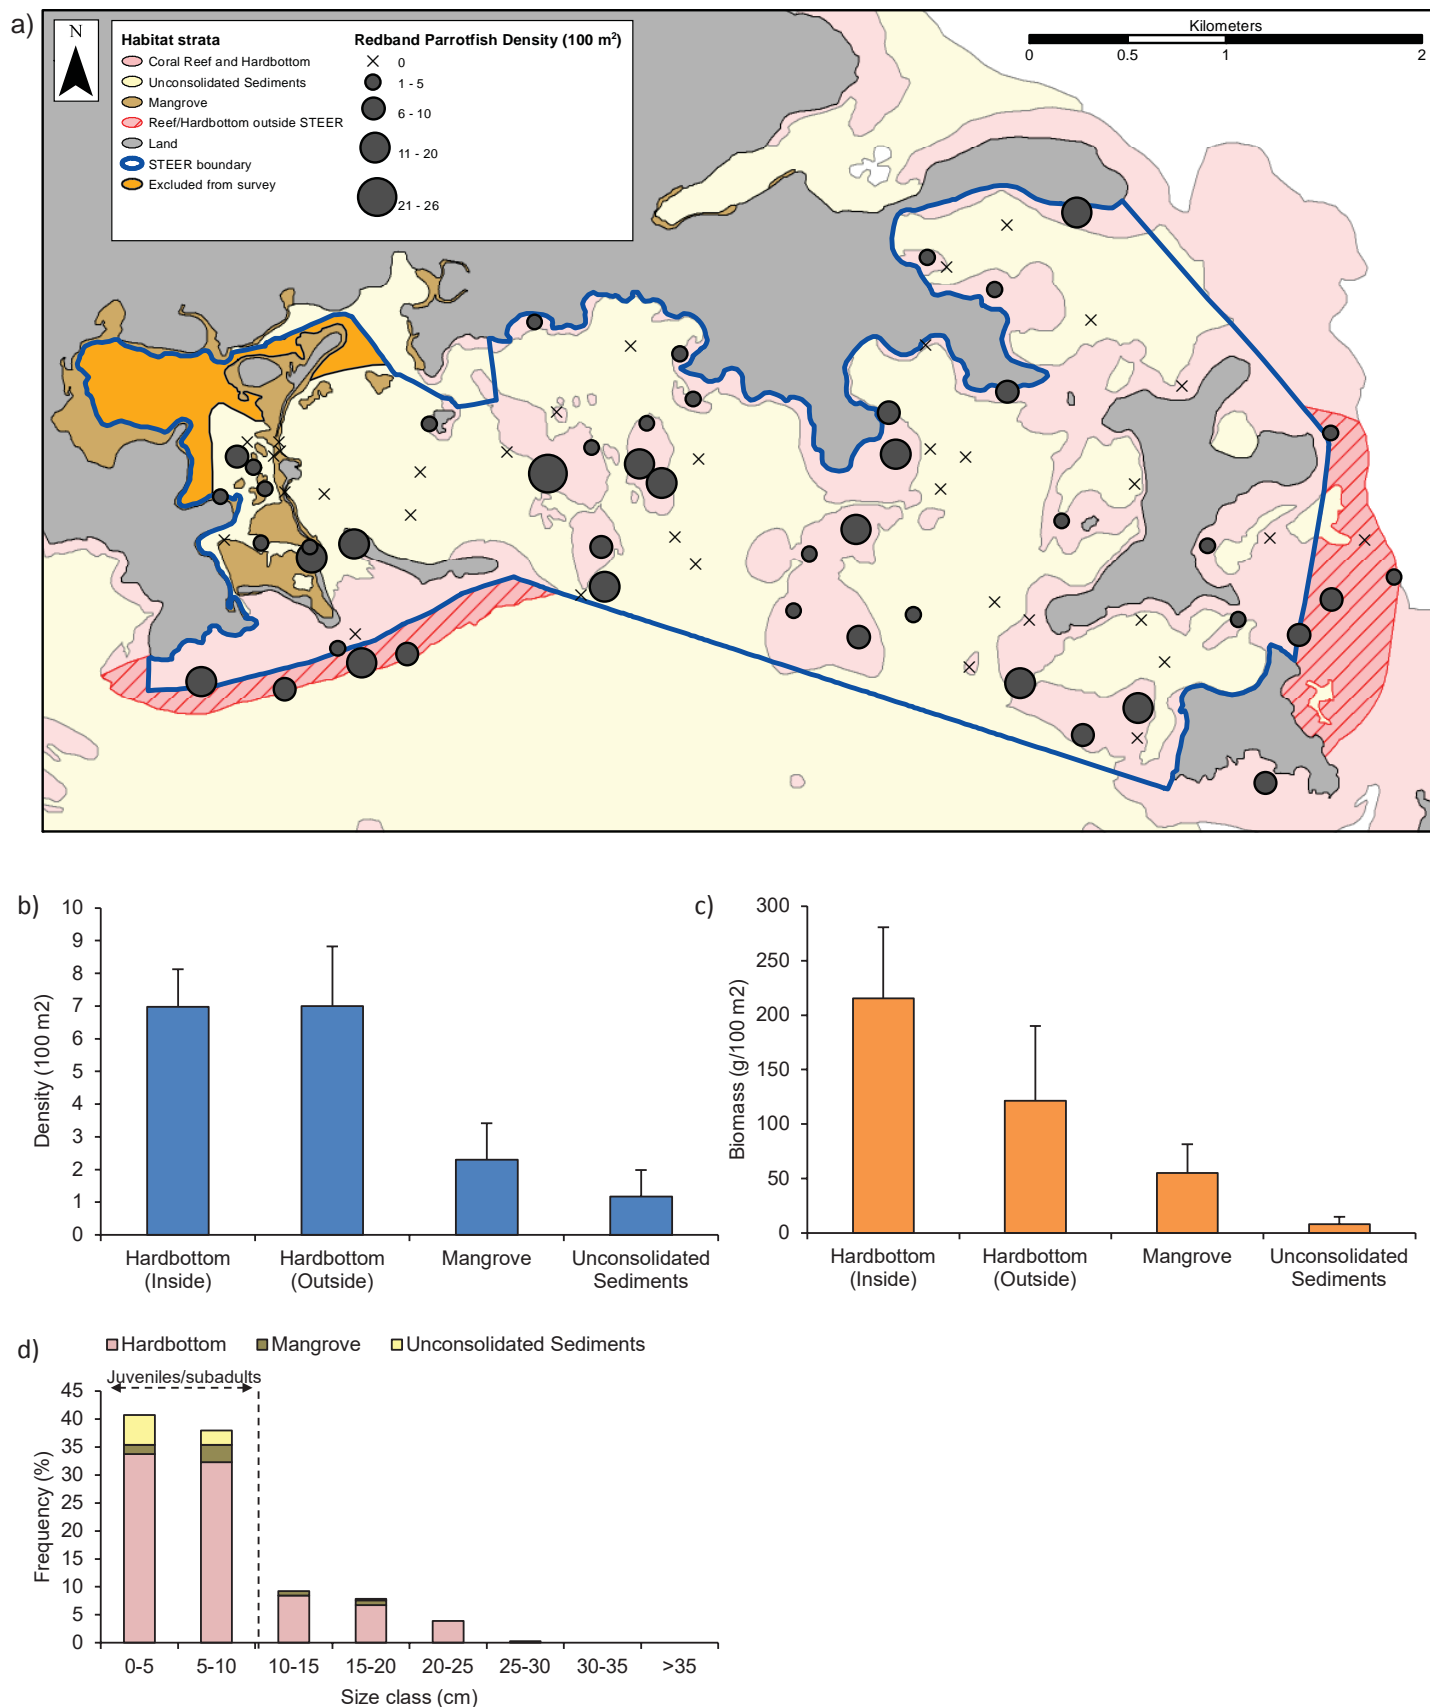 a)
N
Habitat strata
Coral Reef and Hardbottom
Unconsolidated Sediments
Mangrove
Reef/Hardbottom outside STEER
Land
STEER boundary
Excluded from survey
Redband Parrotfish Density (100 m²)
0
1 - 5
6 - 10
11 - 20
21 - 26
Kilometers
0 0.5 1 2
b)
10
9
8
7
6
5
4
3
2
1
0
Density (100 m2)
Hardbottom (Inside)
Hardbottom (Outside)
Mangrove
Unconsolidated Sediments
c)
300
250
200
150
100
50
0
Biomass (g/100 m2)
Hardbottom (Inside)
Hardbottom (Outside)
Mangrove
Unconsolidated Sediments
d)
Hardbottom Mangrove Unconsolidated Sediments
Juveniles/subadults
45
40
35
30
25
20
15
10
5
0
Frequency (%)
0-5 5-10 10-15 15-20 20-25 25-30 30-35 >35
Size class (cm)